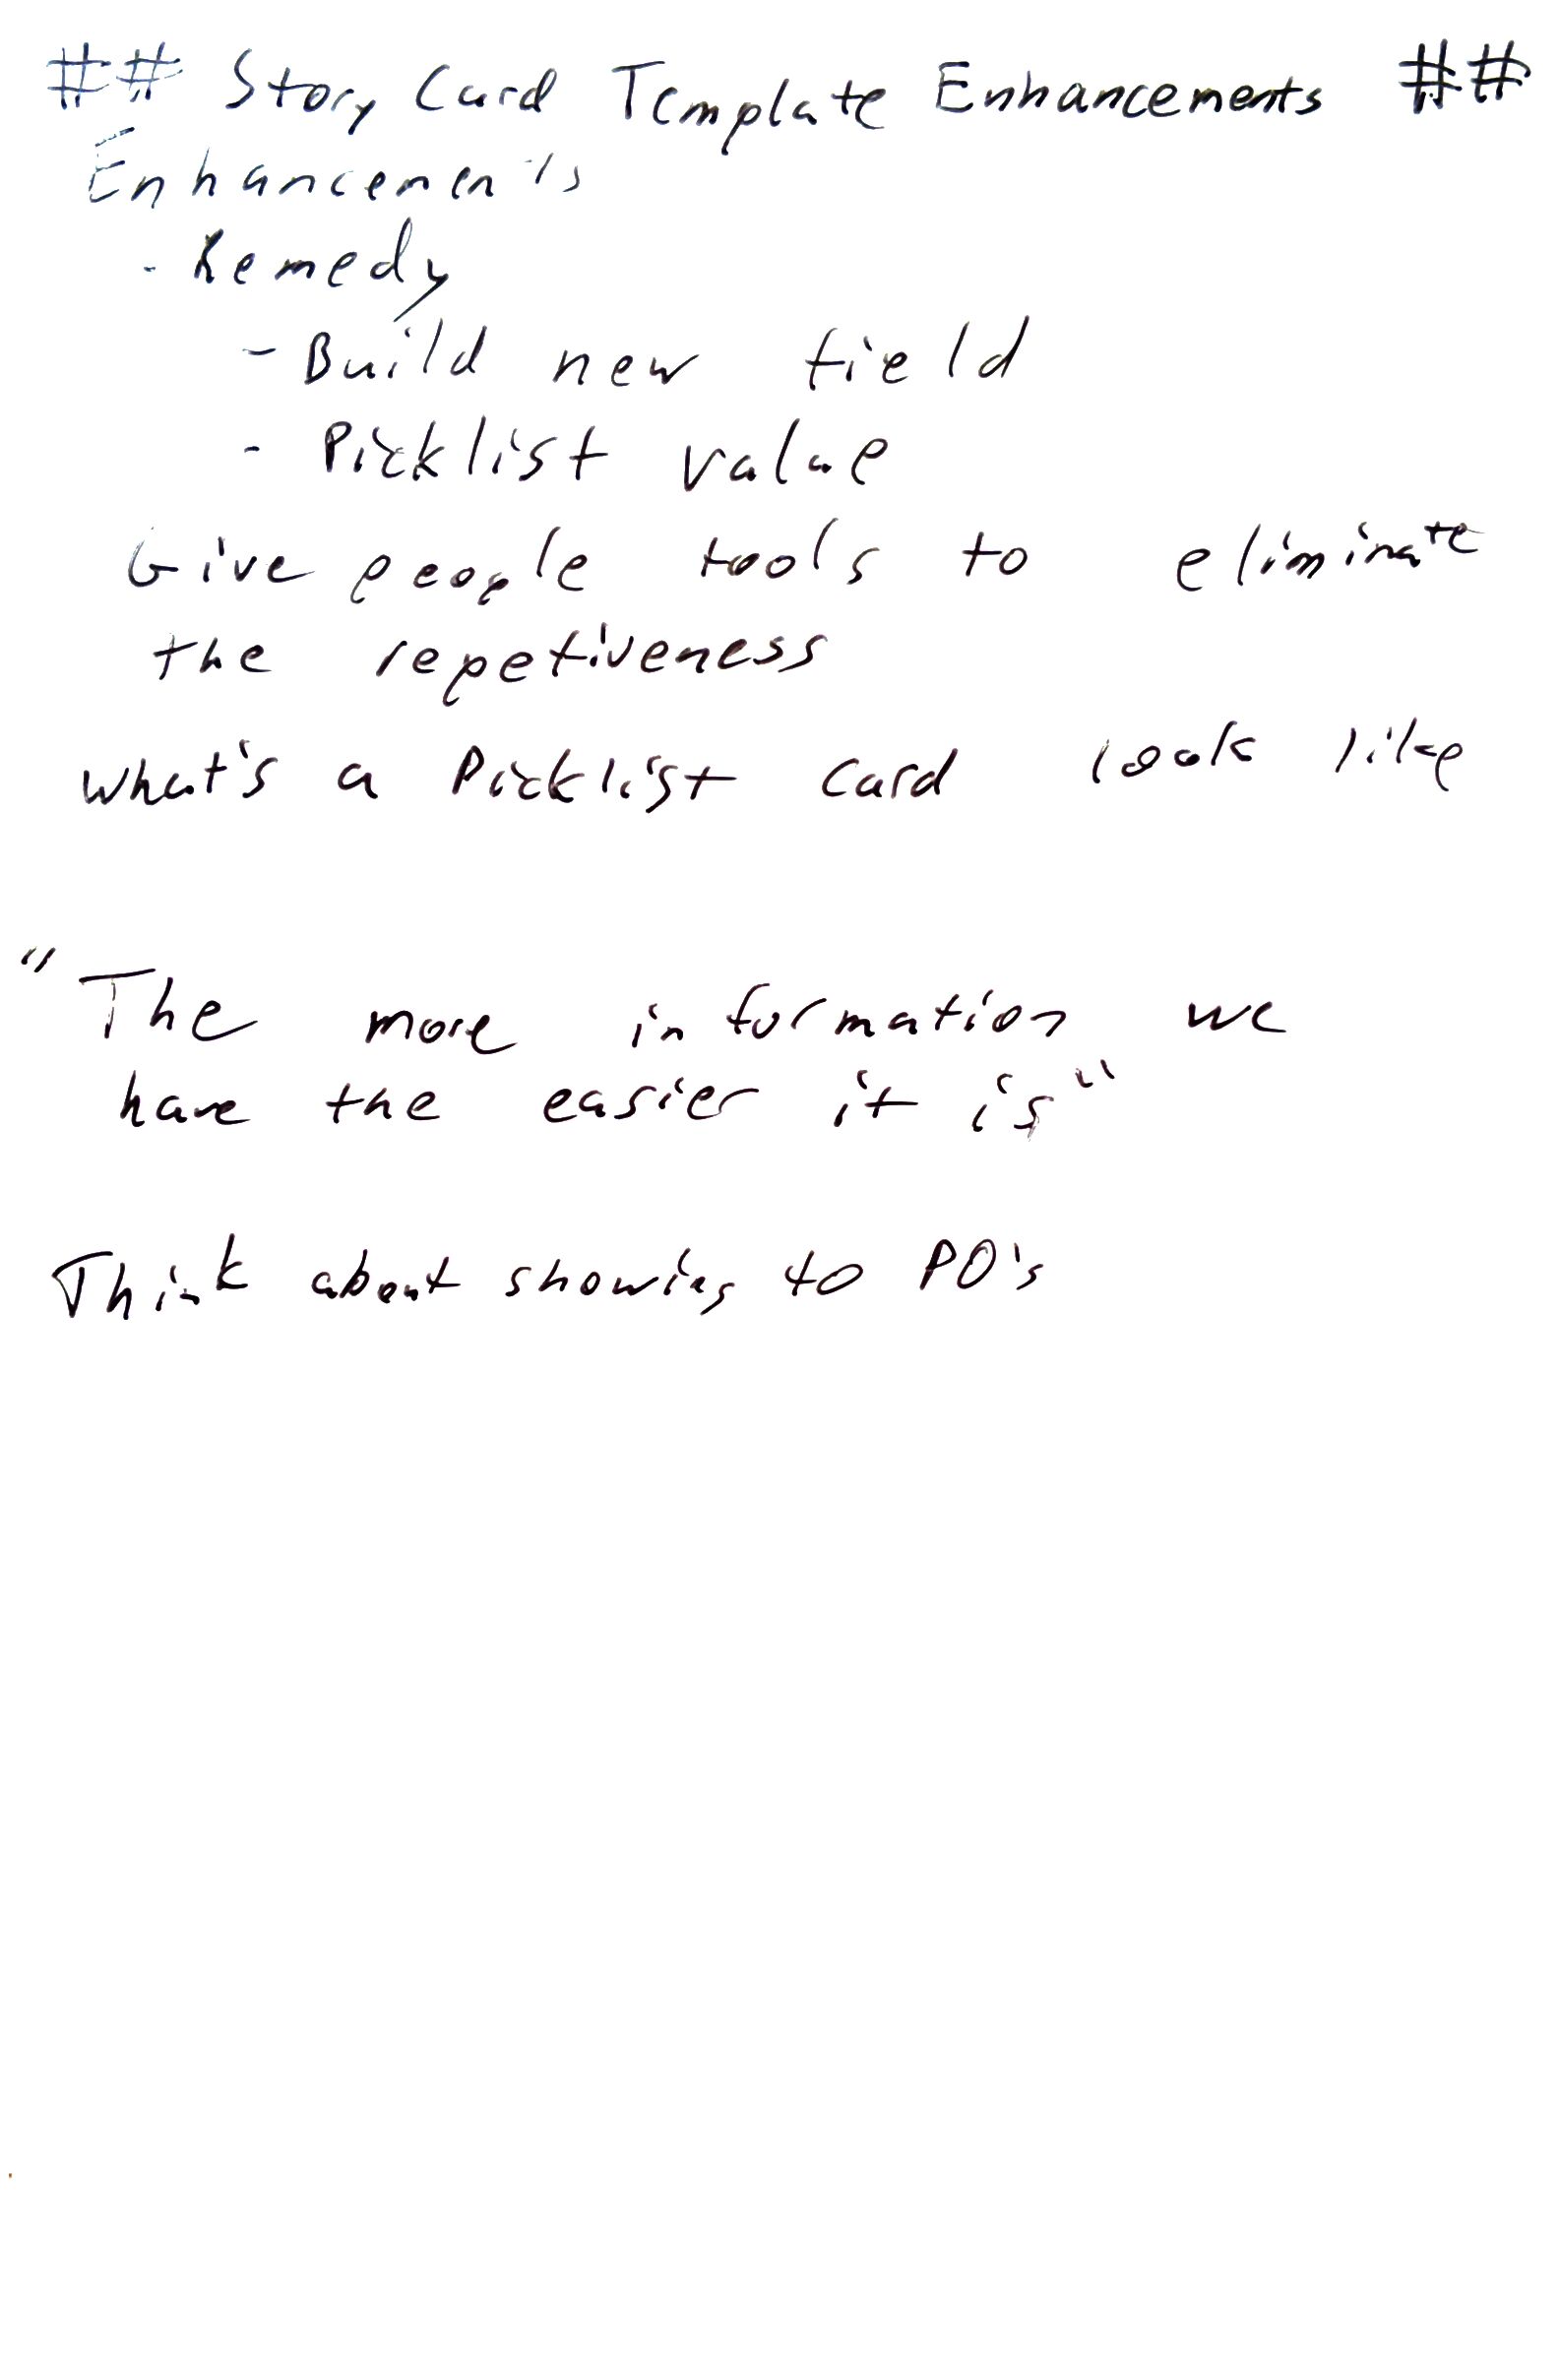 ## Story Card Template Enhancements ##
Enhancements
- Remedy
- Build new field
- Picklist value
Give people tools to eliminate
the repetiveness
what's a Picklist card look like
"The more information we
have the easier it is"
Think about showing to PO's